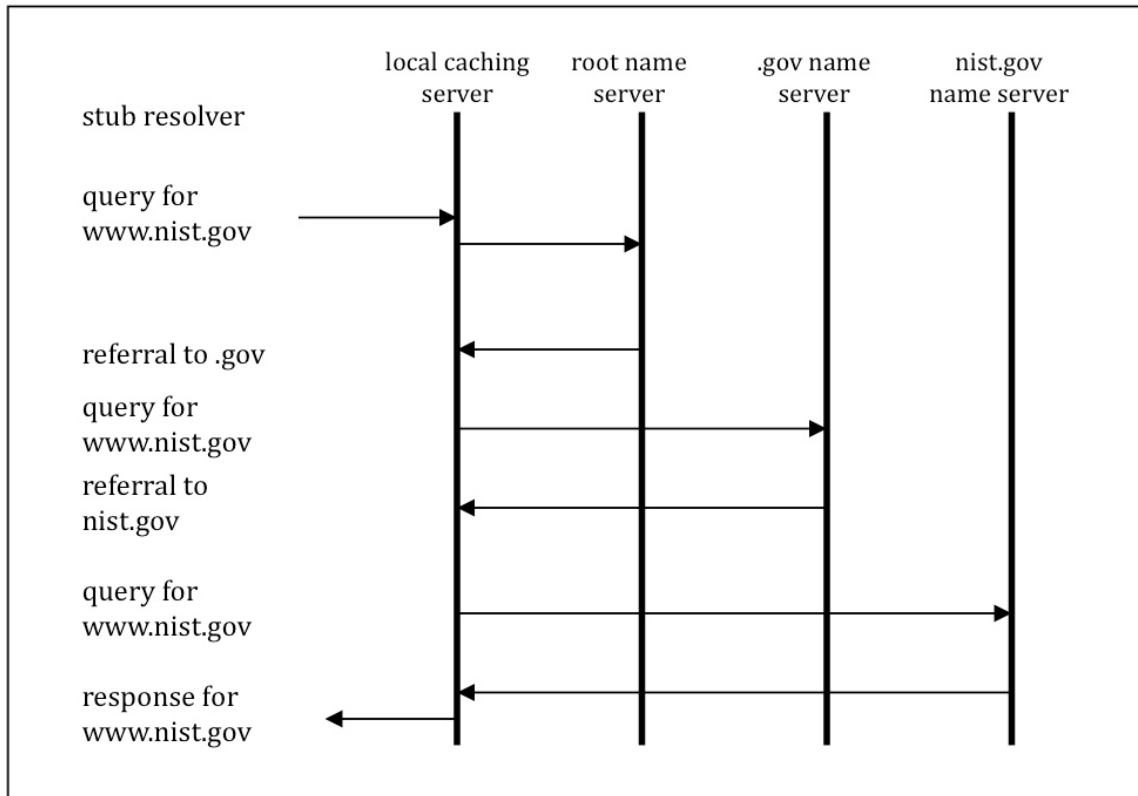 local caching
server
root name
server
.gov name
server
nist.gov
name server
stub resolver
query for
www.nist.gov
referral to .gov
query for
www.nist.gov
referral to
nist.gov
query for
www.nist.gov
response for
www.nist.gov